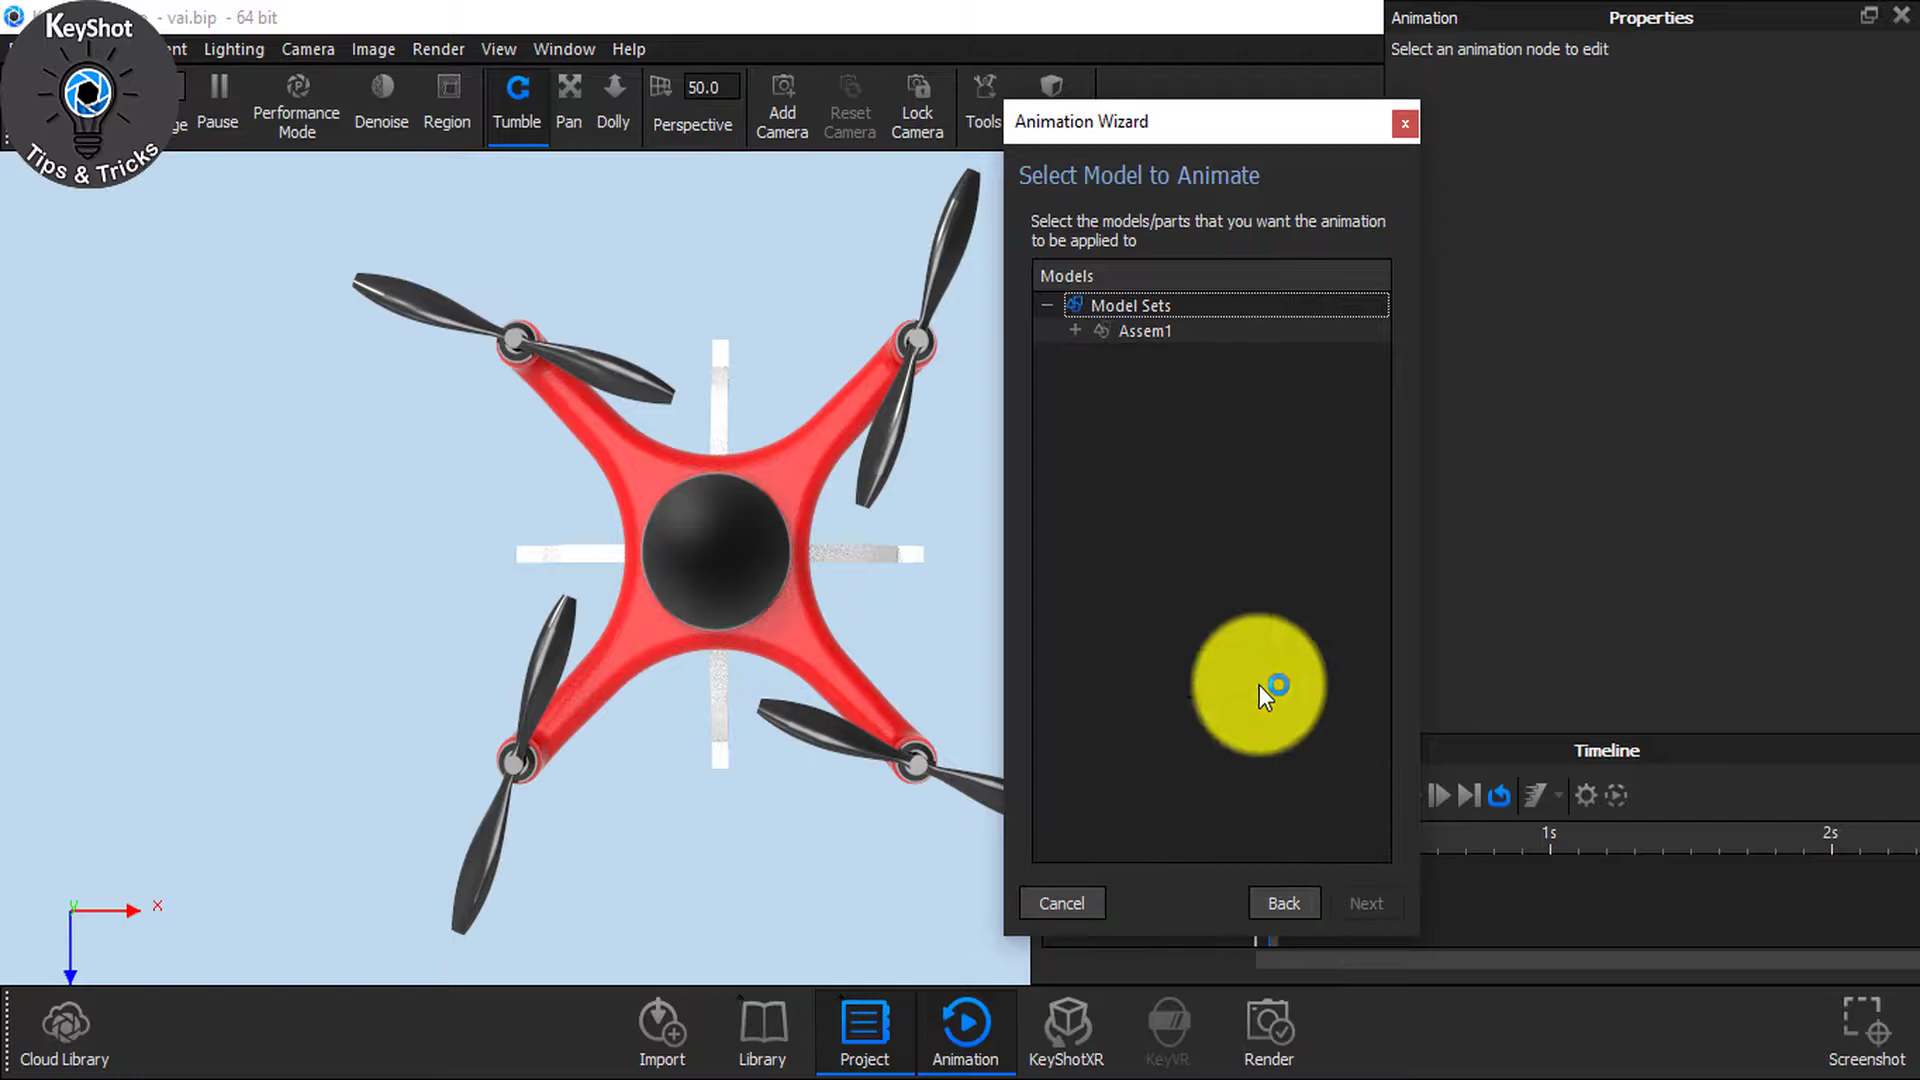 - vai.bip - 64 bit
KeyShot
Tips & Tricks
nt Lighting Camera Image Render View Window Help
ge
Pause
Performance Mode
Denoise
Region
Tumble
Pan
Dolly
50.0
Perspective
Add Camera
Reset Camera
Lock Camera
Tools
Animation Properties
Select an animation node to edit
Animation Wizard
x
Select Model to Animate
Select the models/parts that you want the animation
to be applied to
Models
Model Sets
Assem1
Cancel Back Next
Timeline
1s 2s
Y
x
Cloud Library
Import
Library
Project
Animation
KeyShotXR
KeyVR
Render
Screenshot